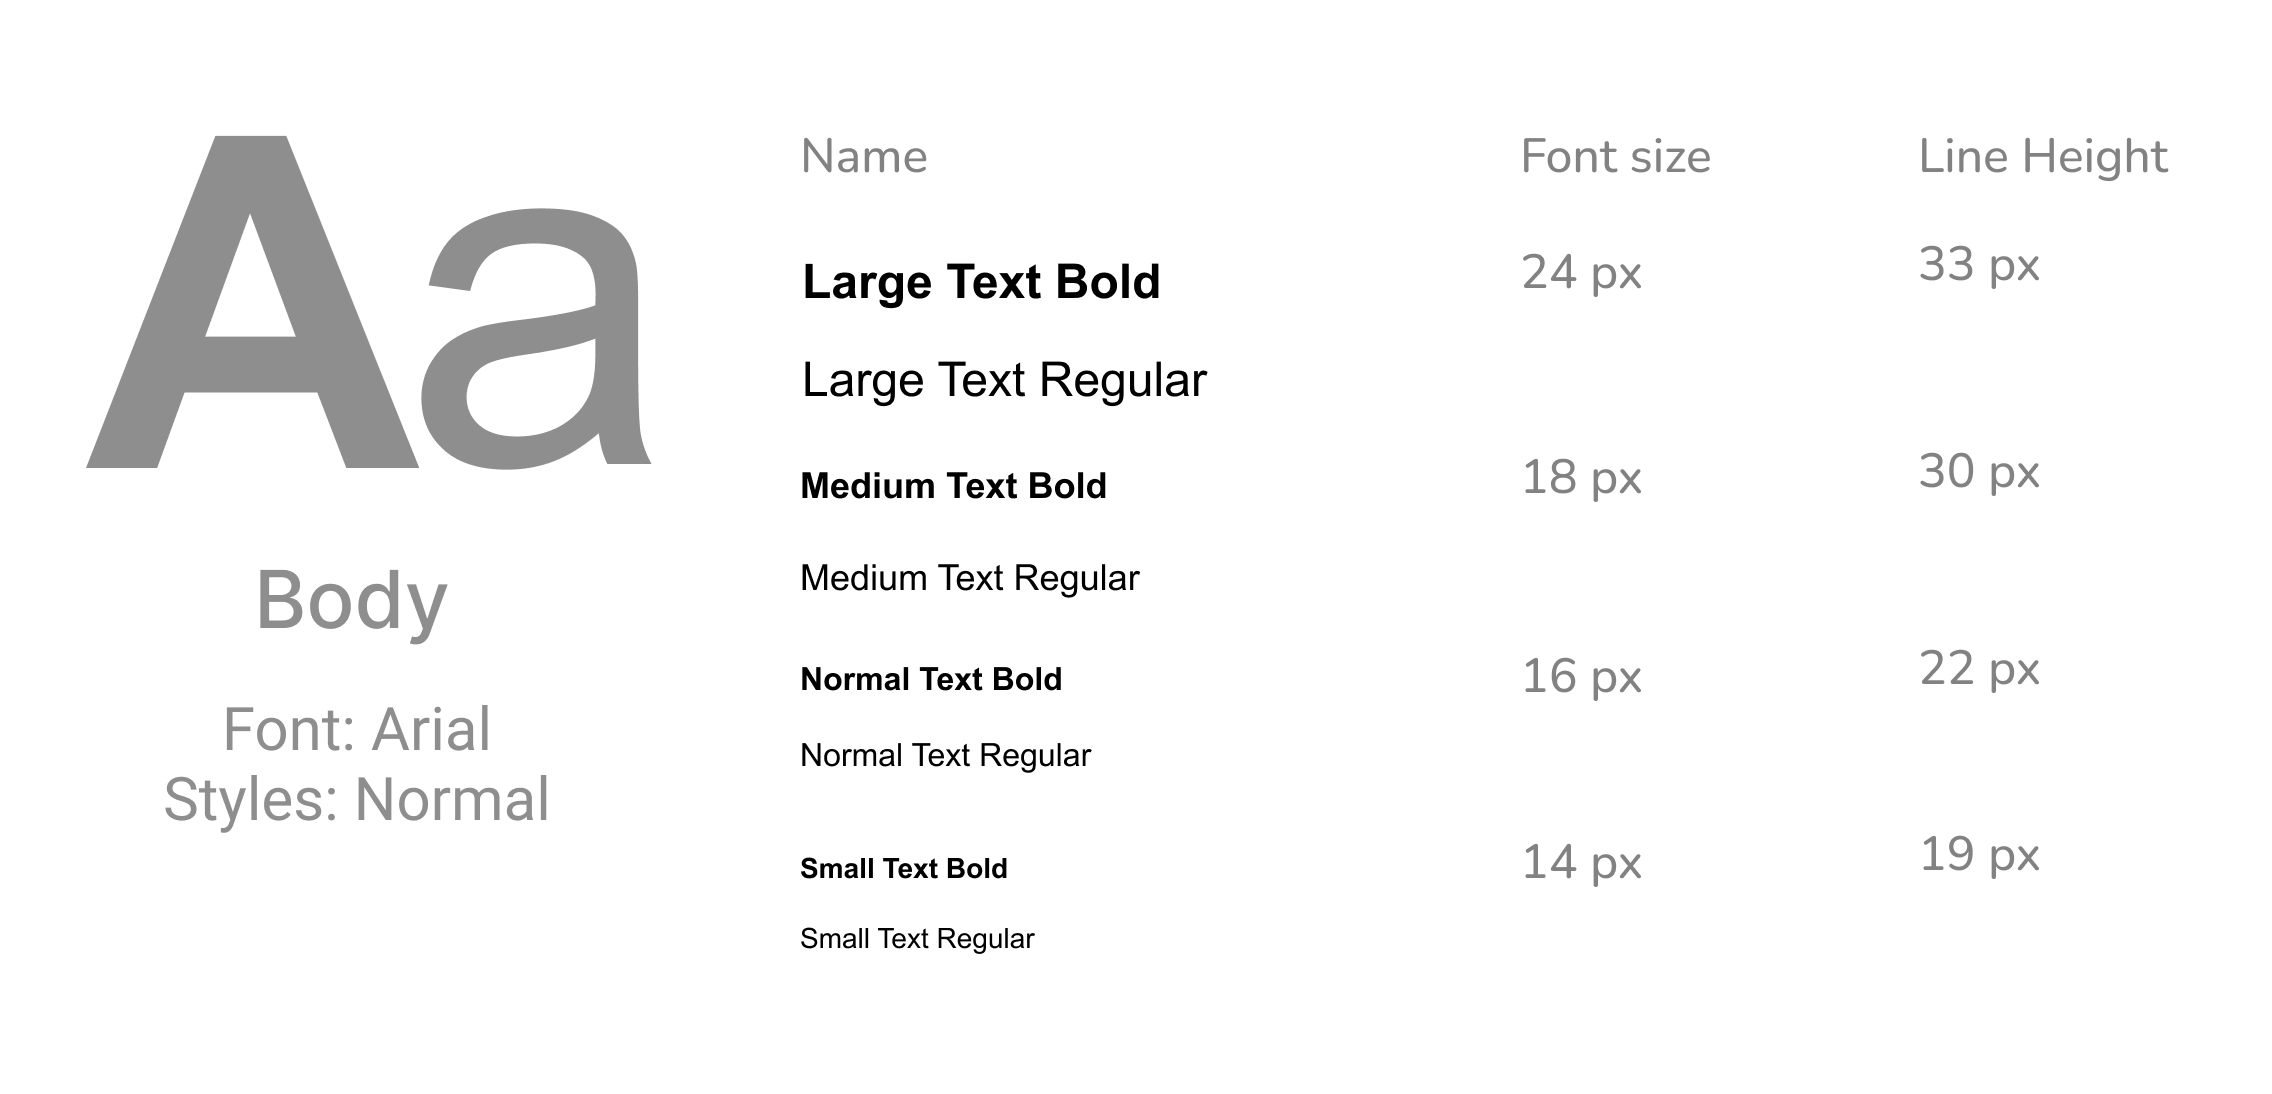 Aa
Body
Font: Arial
Styles: Normal
Name Font size Line Height
Large Text Bold 24 px 33 px
Large Text Regular
Medium Text Bold 18 px 30 px
Medium Text Regular
Normal Text Bold 16 px 22 px
Normal Text Regular
Small Text Bold 14 px 19 px
Small Text Regular